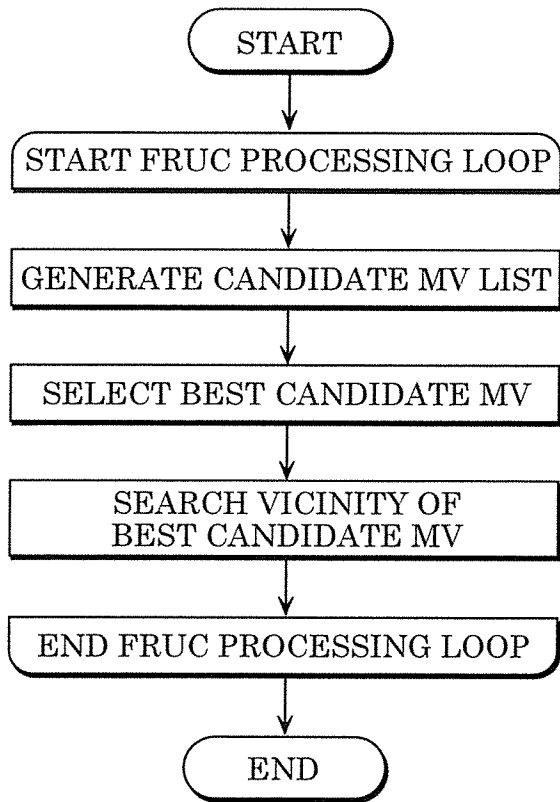 START
START FRUC PROCESSING LOOP
GENERATE CANDIDATE MV LIST
SELECT BEST CANDIDATE MV
SEARCH VICINITY OF
BEST CANDIDATE MV
END FRUC PROCESSING LOOP
END